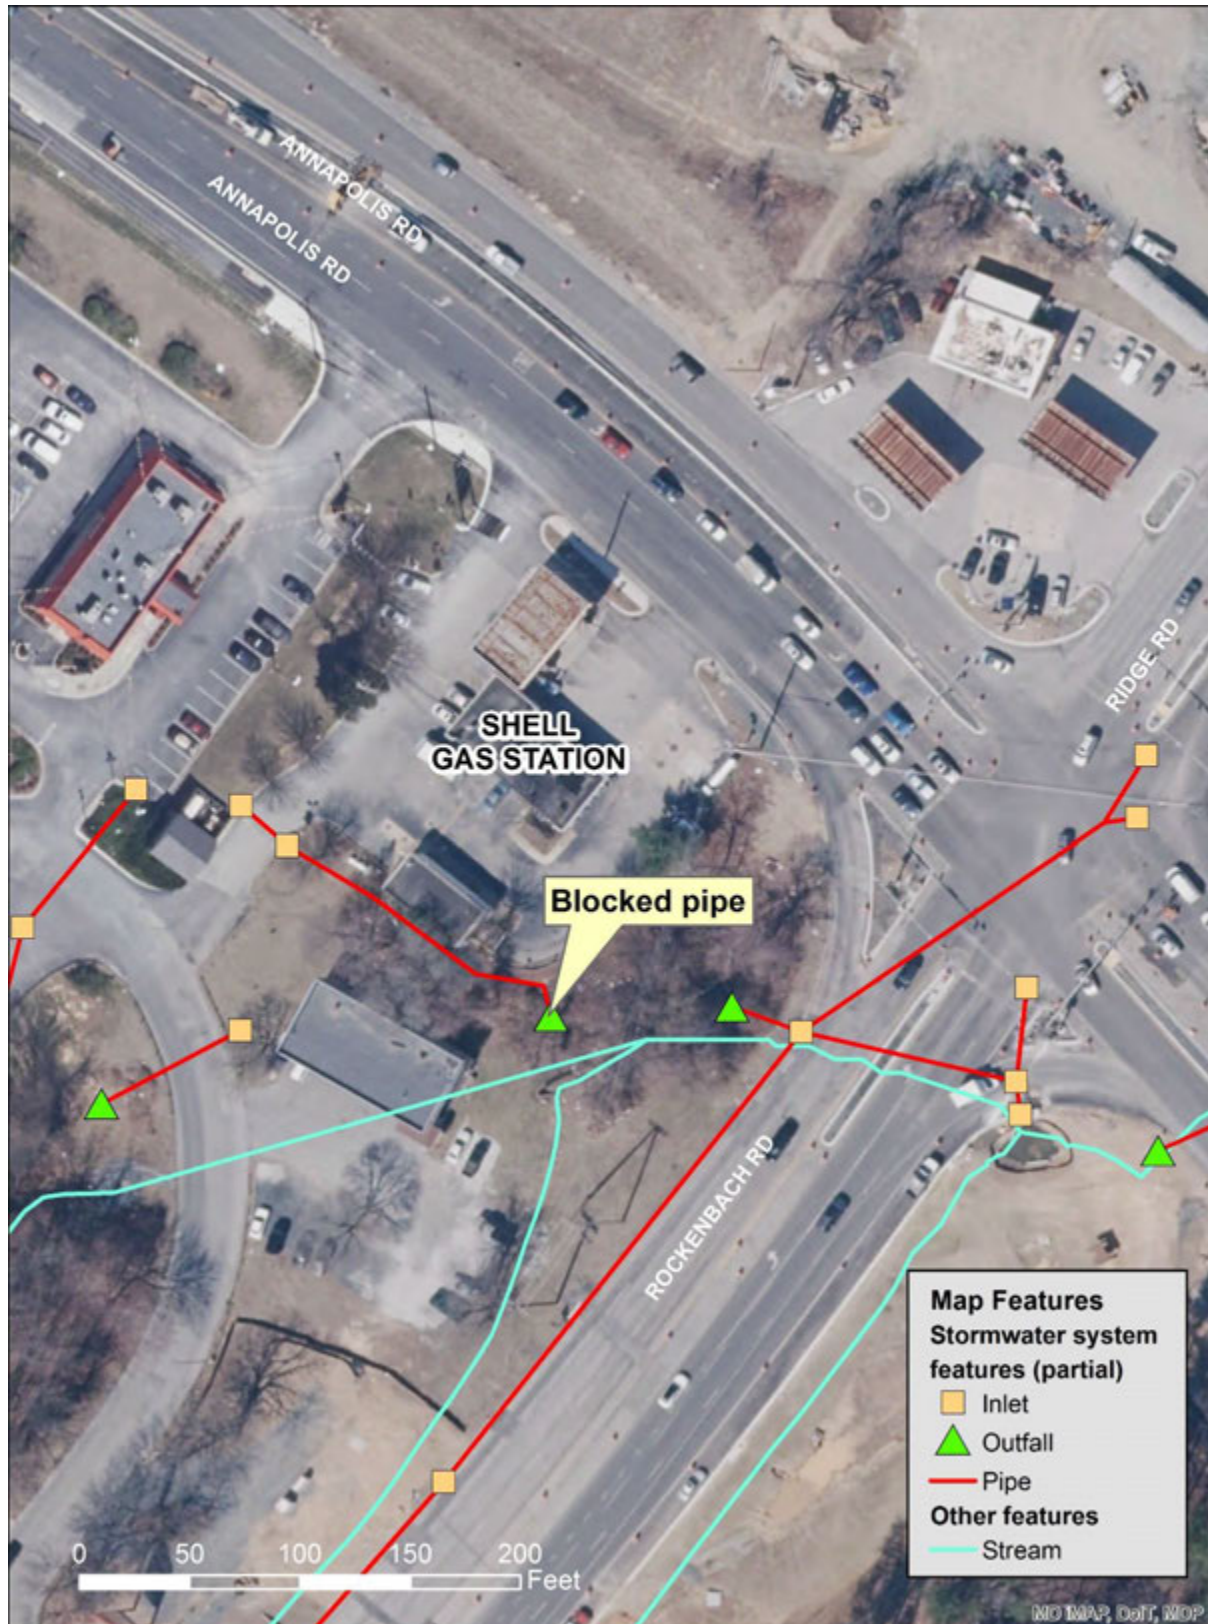 ANNAPOLIS RD
ANNAPOLIS RD
RIDGE RD
SHELL
GAS STATION
Blocked pipe
ROCKENBACH RD
Map Features
Stormwater system
features (partial)
Inlet
Outfall
Pipe
Other features
Stream
0 50 100 150 200
Feet
MD iMAP, DoIT, MDP